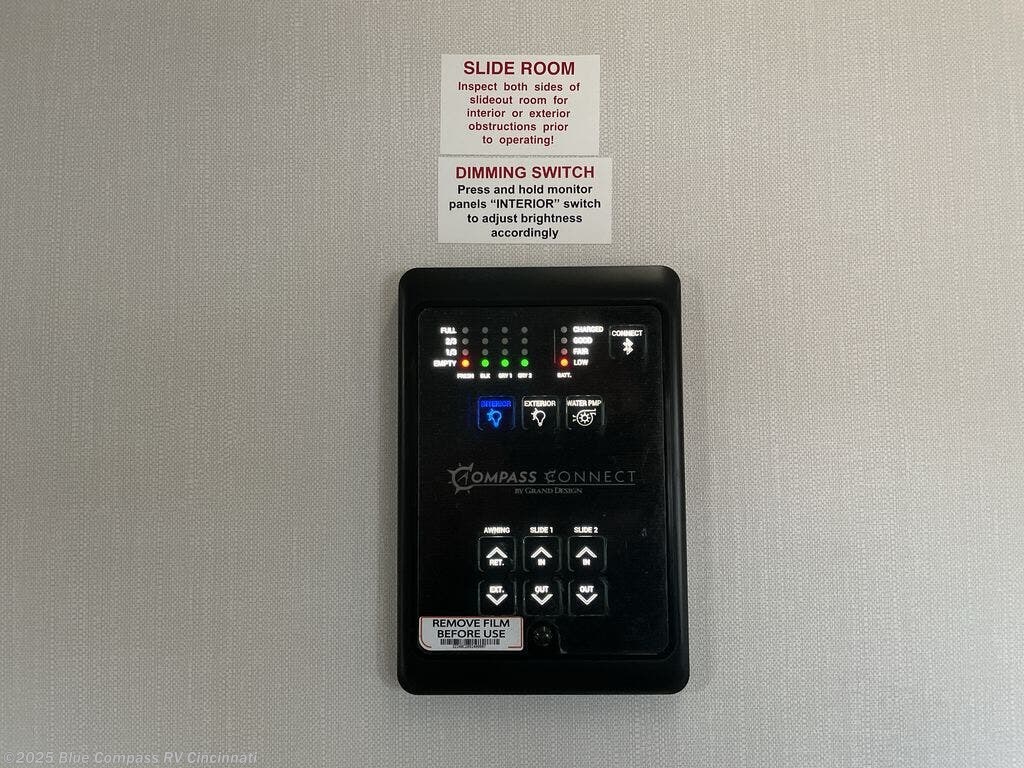 SLIDE ROOM
Inspect both sides of
slideout room for
interior or exterior
obstructions prior
to operating!
DIMMING SWITCH
Press and hold monitor
panels “INTERIOR” switch
to adjust brightness
accordingly
FULL CHARGED CONNECT
2/3 GOOD
1/3 FAIR
EMPTY LOW
FRESH BLK GRY 1 GRY 2 BATT.
INTERIOR EXTERIOR WATER PMP
COMPASS CONNECT
BY GRAND DESIGN
AWNING SLIDE 1 SLIDE 2
RET. IN IN
EXT. OUT OUT
REMOVE FILM
BEFORE USE
©2025 Blue Compass RV Cincinnati